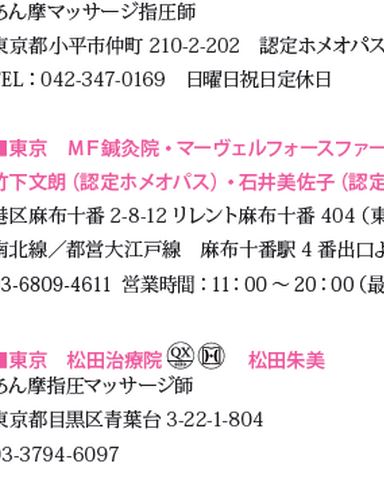 あん摩マッサージ指圧師
東京都小平市仲町 210-2-202　認定ホメオパス
TEL：042-347-0169　日曜日祝日定休日
■東京　ＭＦ鍼灸院・マーヴェルフォースファー
竹下文朗（認定ホメオパス）・石井美佐子（認定
港区麻布十番 2-8-12 リレント麻布十番 404（東
南北線／都営大江戸線　麻布十番駅 4 番出口よ
03-6809-4611 営業時間：11：00 〜 20：00（最
■東京　松田治療院 QX H 松田朱美
あん摩指圧マッサージ師
東京都目黒区青葉台 3-22-1-804
03-3794-6097